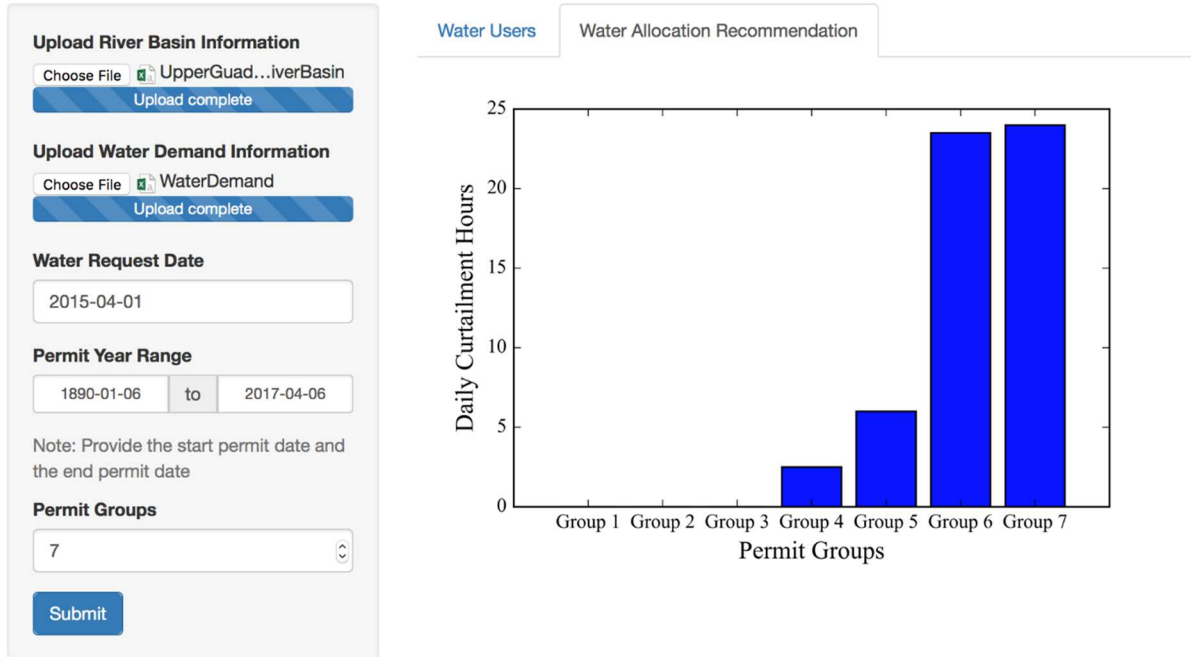 Upload River Basin Information
Choose File UpperGuad...iverBasin
Upload complete
Upload Water Demand Information
Choose File WaterDemand
Upload complete
Water Request Date
2015-04-01
Permit Year Range
1890-01-06 to 2017-04-06
Note: Provide the start permit date and
the end permit date
Permit Groups
7
Submit
Water Users Water Allocation Recommendation
Daily Curtailment Hours
25
20
15
10
5
0
Group 1 Group 2 Group 3 Group 4 Group 5 Group 6 Group 7
Permit Groups